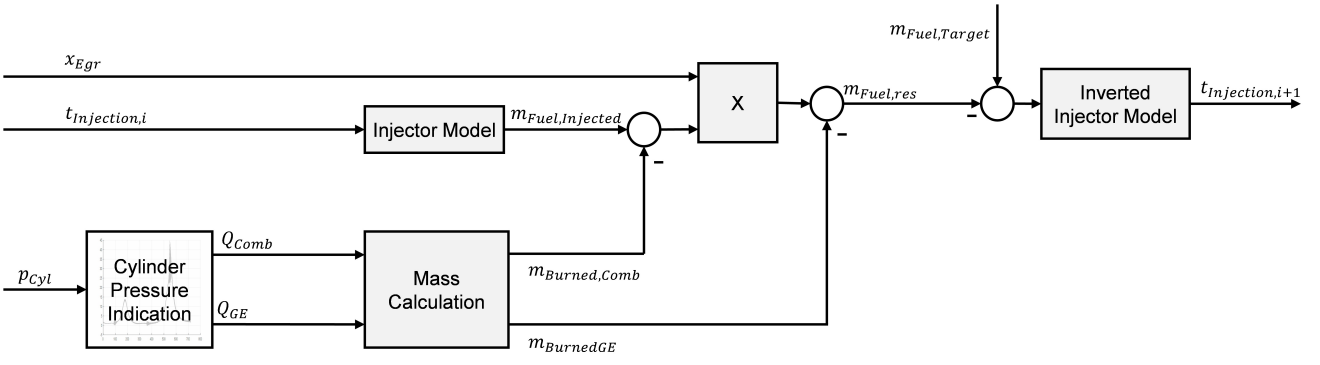 m_{Fuel,Target}
x_{Egr}
X
m_{Fuel,res}
Inverted
Injector Model
t_{Injection,i+1}
t_{Injection,i}
Injector Model
m_{Fuel,Injected}
−
−
−
Q_{Comb}
m_{Burned,Comb}
p_{Cyl}
Cylinder
Pressure
Indication
Mass
Calculation
Q_{GE}
m_{BurnedGE}